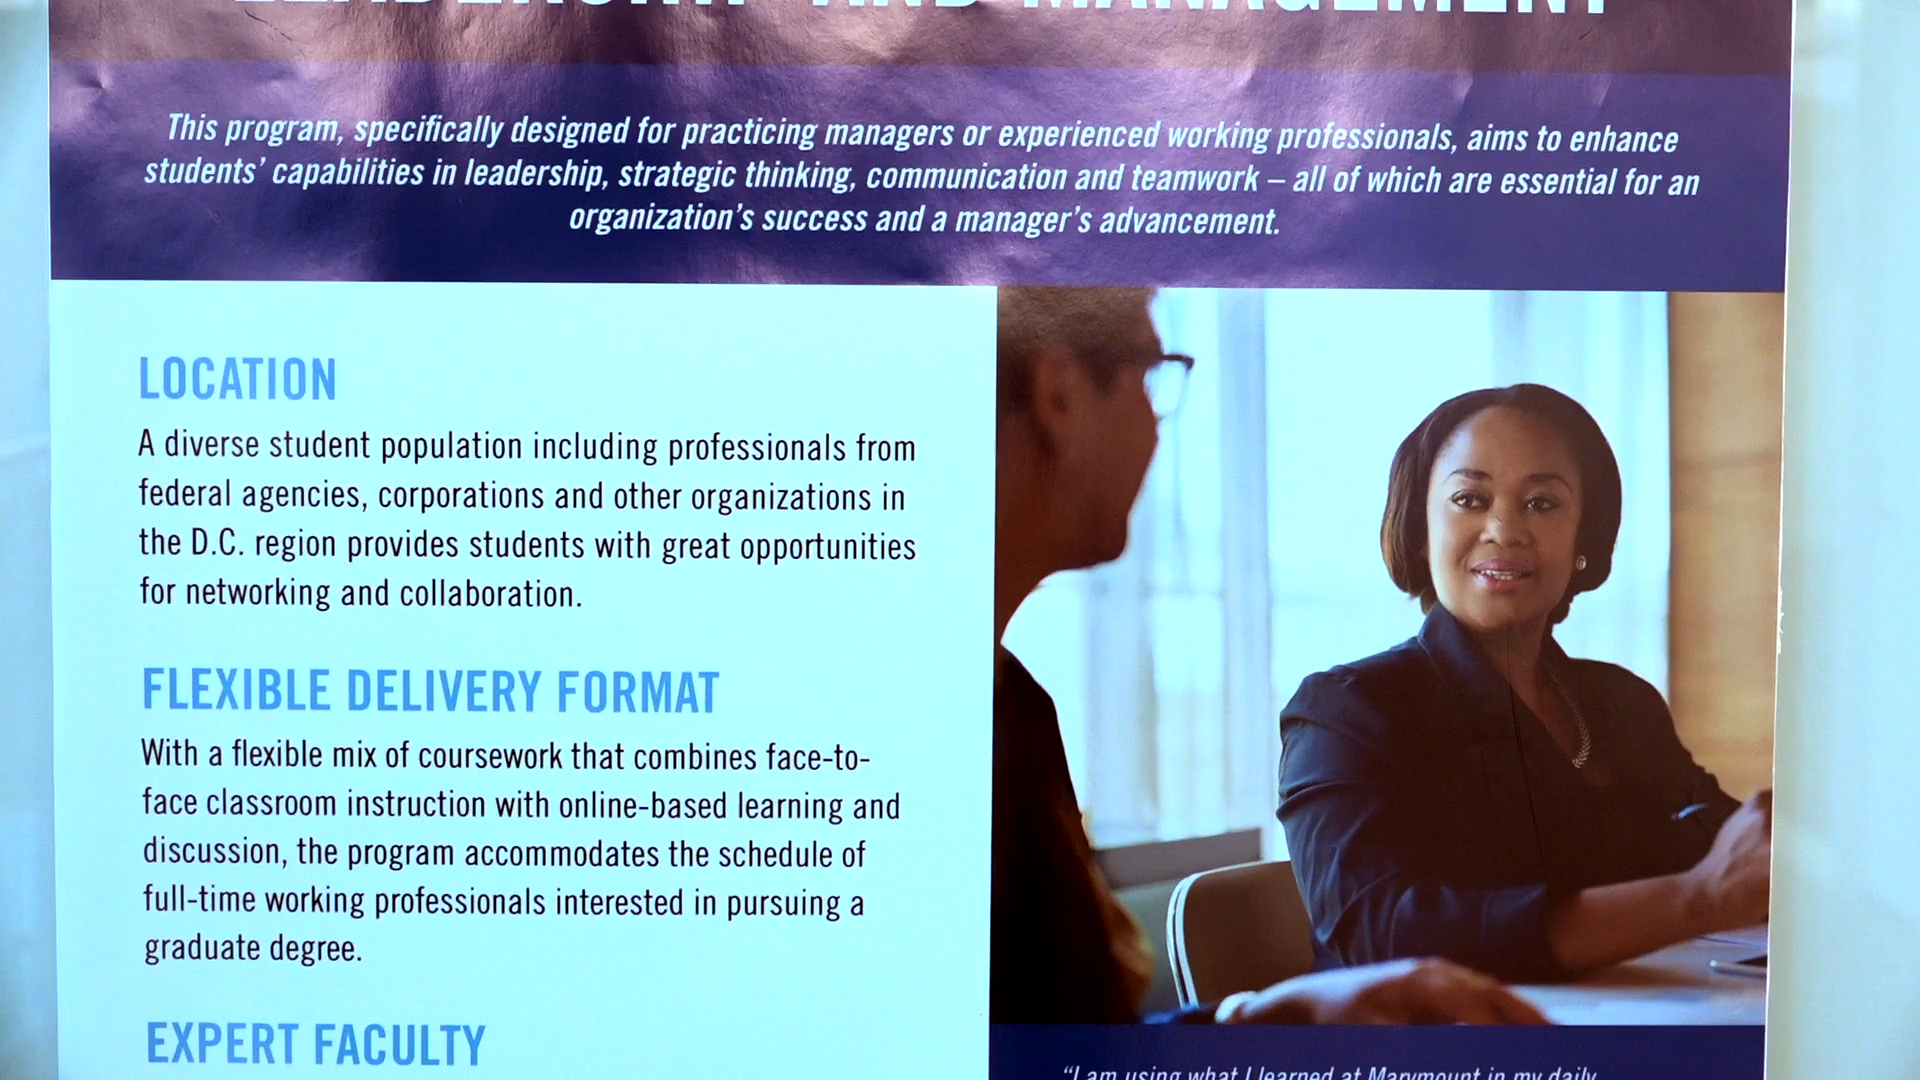 LEADERSHIP AND MANAGEMENT
This program, specifically designed for practicing managers or experienced working professionals, aims to enhance
students’ capabilities in leadership, strategic thinking, communication and teamwork – all of which are essential for an
organization’s success and a manager’s advancement.
LOCATION
A diverse student population including professionals from
federal agencies, corporations and other organizations in
the D.C. region provides students with great opportunities
for networking and collaboration.
FLEXIBLE DELIVERY FORMAT
With a flexible mix of coursework that combines face-to-
face classroom instruction with online-based learning and
discussion, the program accommodates the schedule of
full-time working professionals interested in pursuing a
graduate degree.
EXPERT FACULTY
“I am using what I learned at Marymount in my daily